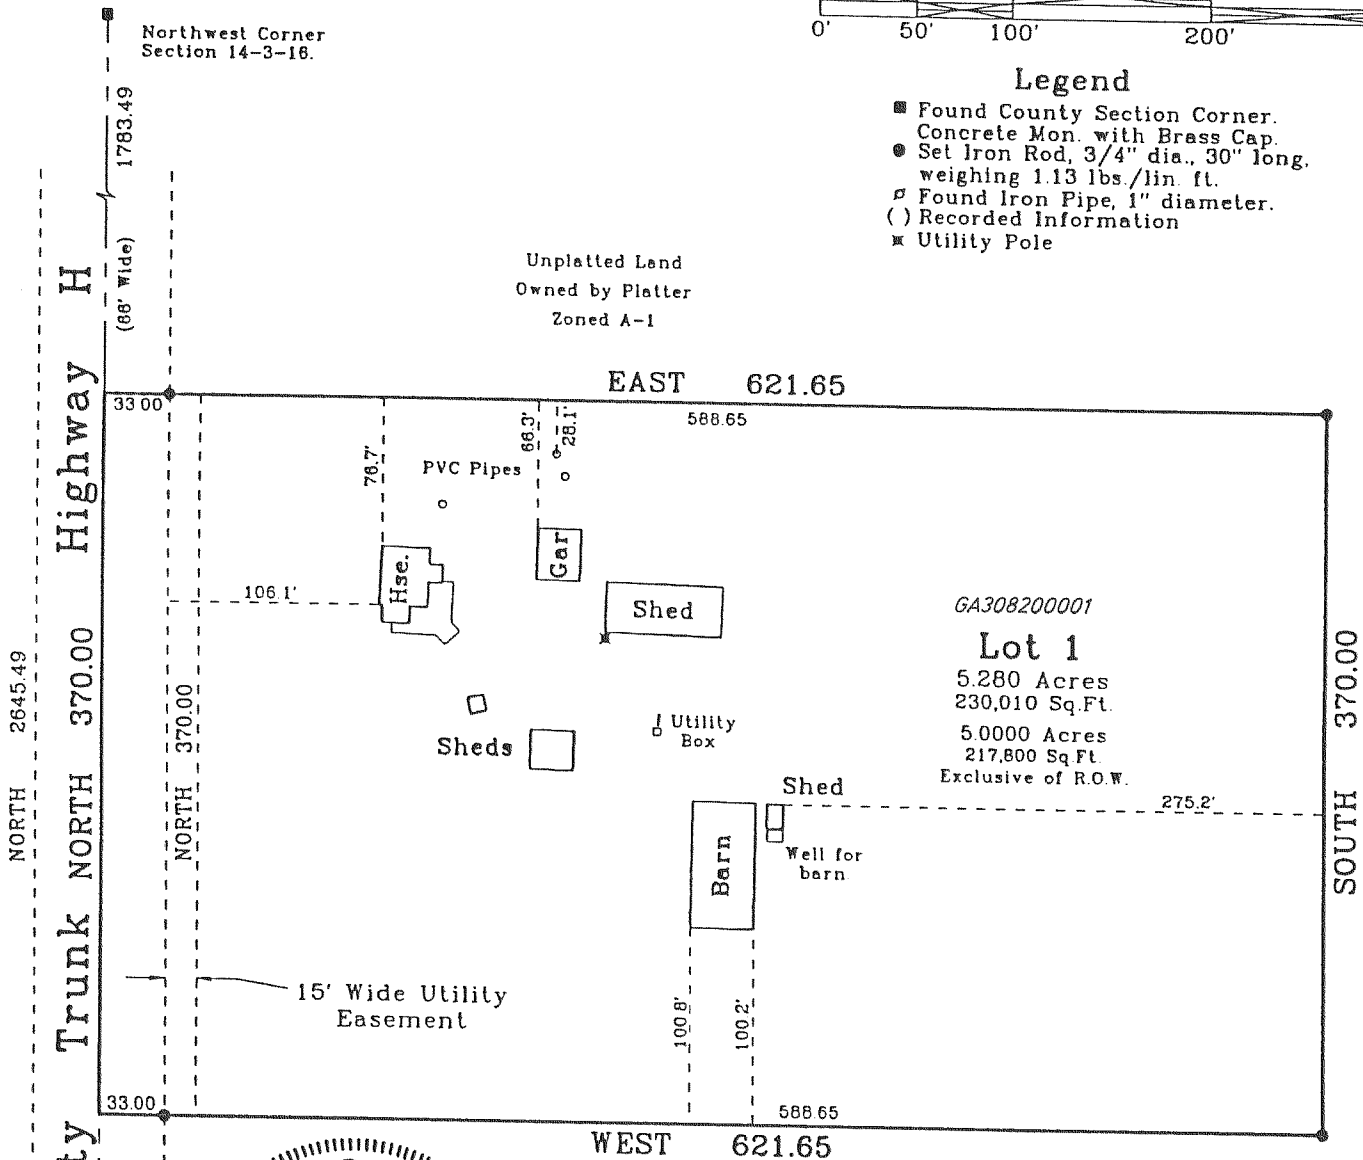 Northwest Corner
Section 14-3-16.
0' 50' 100' 200'
Legend
Found County Section Corner.
Concrete Mon. with Brass Cap.
Set Iron Rod, 3/4" dia., 30" long,
weighing 1.13 lbs./lin. ft.
Found Iron Pipe, 1" diameter.
( ) Recorded Information
Utility Pole
1783.49
(66' Wide)
Unplatted Land
Owned by Platter
Zoned A-1
EAST 621.65
33.00
588.65
76.7'
66.3'
28.1'
PVC Pipes
Hse.
Gar
Shed
106.1'
GA308200001
Lot 1
5.280 Acres
230,010 Sq.Ft.
5.0000 Acres
217,800 Sq.Ft.
Exclusive of R.O.W.
Sheds
Utility
Box
Shed
275.2'
Barn
Well for
barn
100.8'
100.2'
15' Wide Utility
Easement
NORTH 2645.49
Trunk Highway H
NORTH 370.00
NORTH 370.00
SOUTH 370.00
33.00
588.65
WEST 621.65
ty